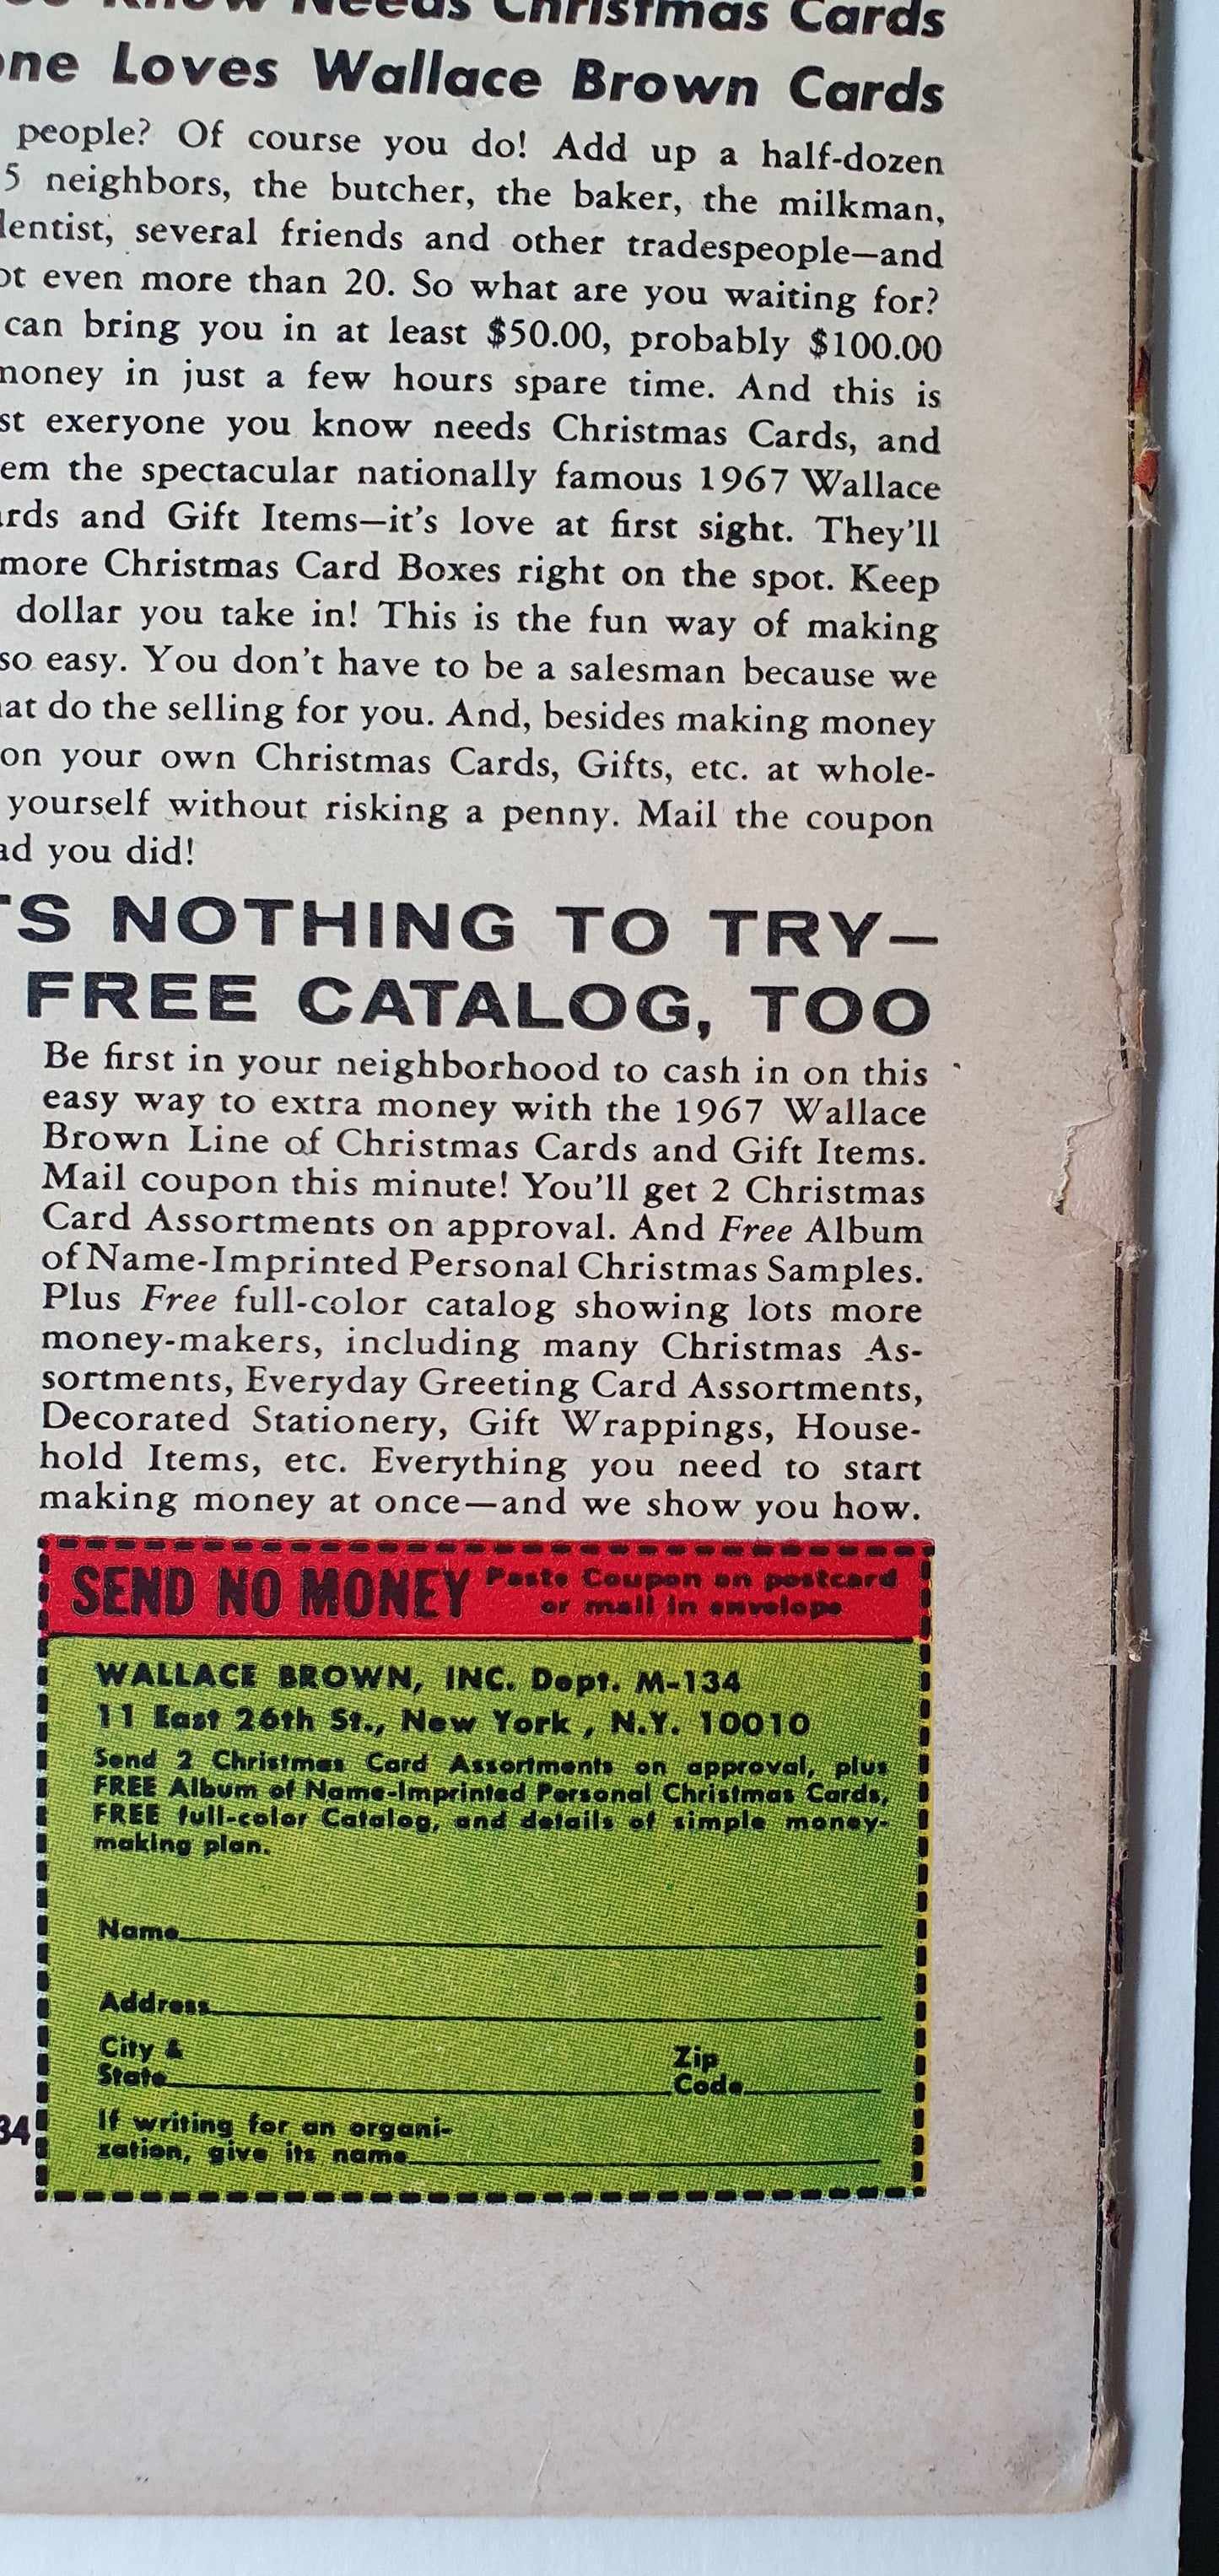 Know Needs Christmas Cards
one Loves Wallace Brown Cards
people? Of course you do! Add up a half-dozen
5 neighbors, the butcher, the baker, the milkman,
dentist, several friends and other tradespeople—and
ot even more than 20. So what are you waiting for?
can bring you in at least $50.00, probably $100.00
money in just a few hours spare time. And this is
st exeryone you know needs Christmas Cards, and
em the spectacular nationally famous 1967 Wallace
ards and Gift Items—it's love at first sight. They'll
more Christmas Card Boxes right on the spot. Keep
dollar you take in! This is the fun way of making
so easy. You don't have to be a salesman because we
hat do the selling for you. And, besides making money
on your own Christmas Cards, Gifts, etc. at whole-
yourself without risking a penny. Mail the coupon
ad you did!
TS NOTHING TO TRY—
FREE CATALOG, TOO
Be first in your neighborhood to cash in on this
easy way to extra money with the 1967 Wallace
Brown Line of Christmas Cards and Gift Items.
Mail coupon this minute! You'll get 2 Christmas
Card Assortments on approval. And Free Album
of Name-Imprinted Personal Christmas Samples.
Plus Free full-color catalog showing lots more
money-makers, including many Christmas As-
sortments, Everyday Greeting Card Assortments,
Decorated Stationery, Gift Wrappings, House-
hold Items, etc. Everything you need to start
making money at once—and we show you how.
SEND NO MONEY Paste Coupon on postcard
or mail in envelope
WALLACE BROWN, INC. Dept. M-134
11 East 26th St., New York, N.Y. 10010
Send 2 Christmas Card Assortments on approval, plus
FREE Album of Name-Imprinted Personal Christmas Cards,
FREE full-color Catalog, and details of simple money-
making plan.
Name
Address
City &
State
Zip
Code
34
If writing for an organi-
zation, give its name